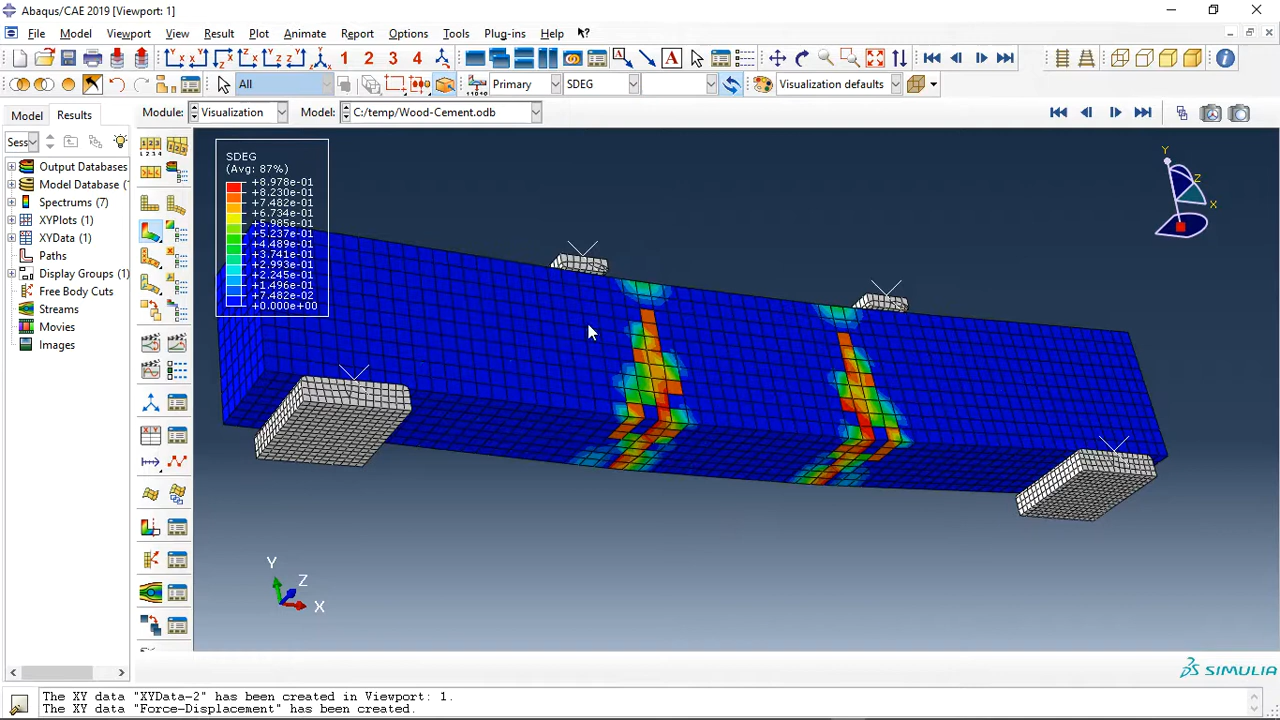 Abaqus/CAE 2019 [Viewport: 1]
File Model Viewport View Result Plot Animate Report Options Tools Plug-ins Help
1 2 3 4
All Primary SDEG Visualization defaults
Model Results Module: Visualization Model: C:/temp/Wood-Cement.odb
Sess
Output Databases
Model Database (
Spectrums (7)
XYPlots (1)
XYData (1)
Paths
Display Groups (1)
Free Body Cuts
Streams
Movies
Images
SDEG
(Avg: 87%)
+8.978e-01
+8.230e-01
+7.482e-01
+6.734e-01
+5.985e-01
+5.237e-01
+4.489e-01
+3.741e-01
+2.993e-01
+2.245e-01
+1.496e-01
+7.482e-02
+0.000e+00
Y
Z
X
Y
Z
X
SIMULIA
The XY data "XYData-2" has been created in Viewport: 1.
The XY data "Force-Displacement" has been created.